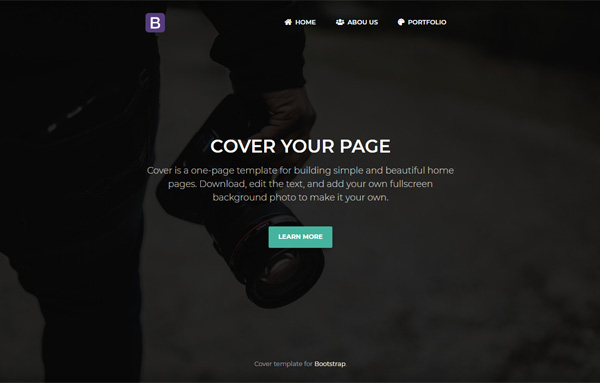 B
HOME ABOU US PORTFOLIO
COVER YOUR PAGE
Cover is a one-page template for building simple and beautiful home
pages. Download, edit the text, and add your own fullscreen
background photo to make it your own.
LEARN MORE
Cover template for Bootstrap.